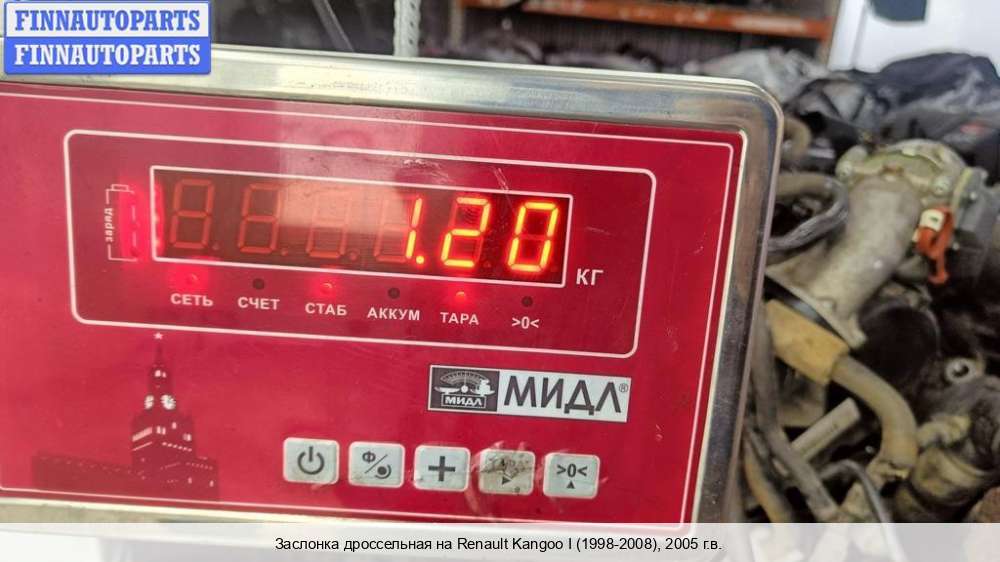 FINNAUTOPARTS
FINNAUTOPARTS
заряд
1.20
КГ
СЕТЬ СЧЕТ СТАБ АККУМ ТАРА >0<
МИДЛ МИДЛ®
Ф >0<
Заслонка дроссельная на Renault Kangoo I (1998-2008), 2005 г.в.